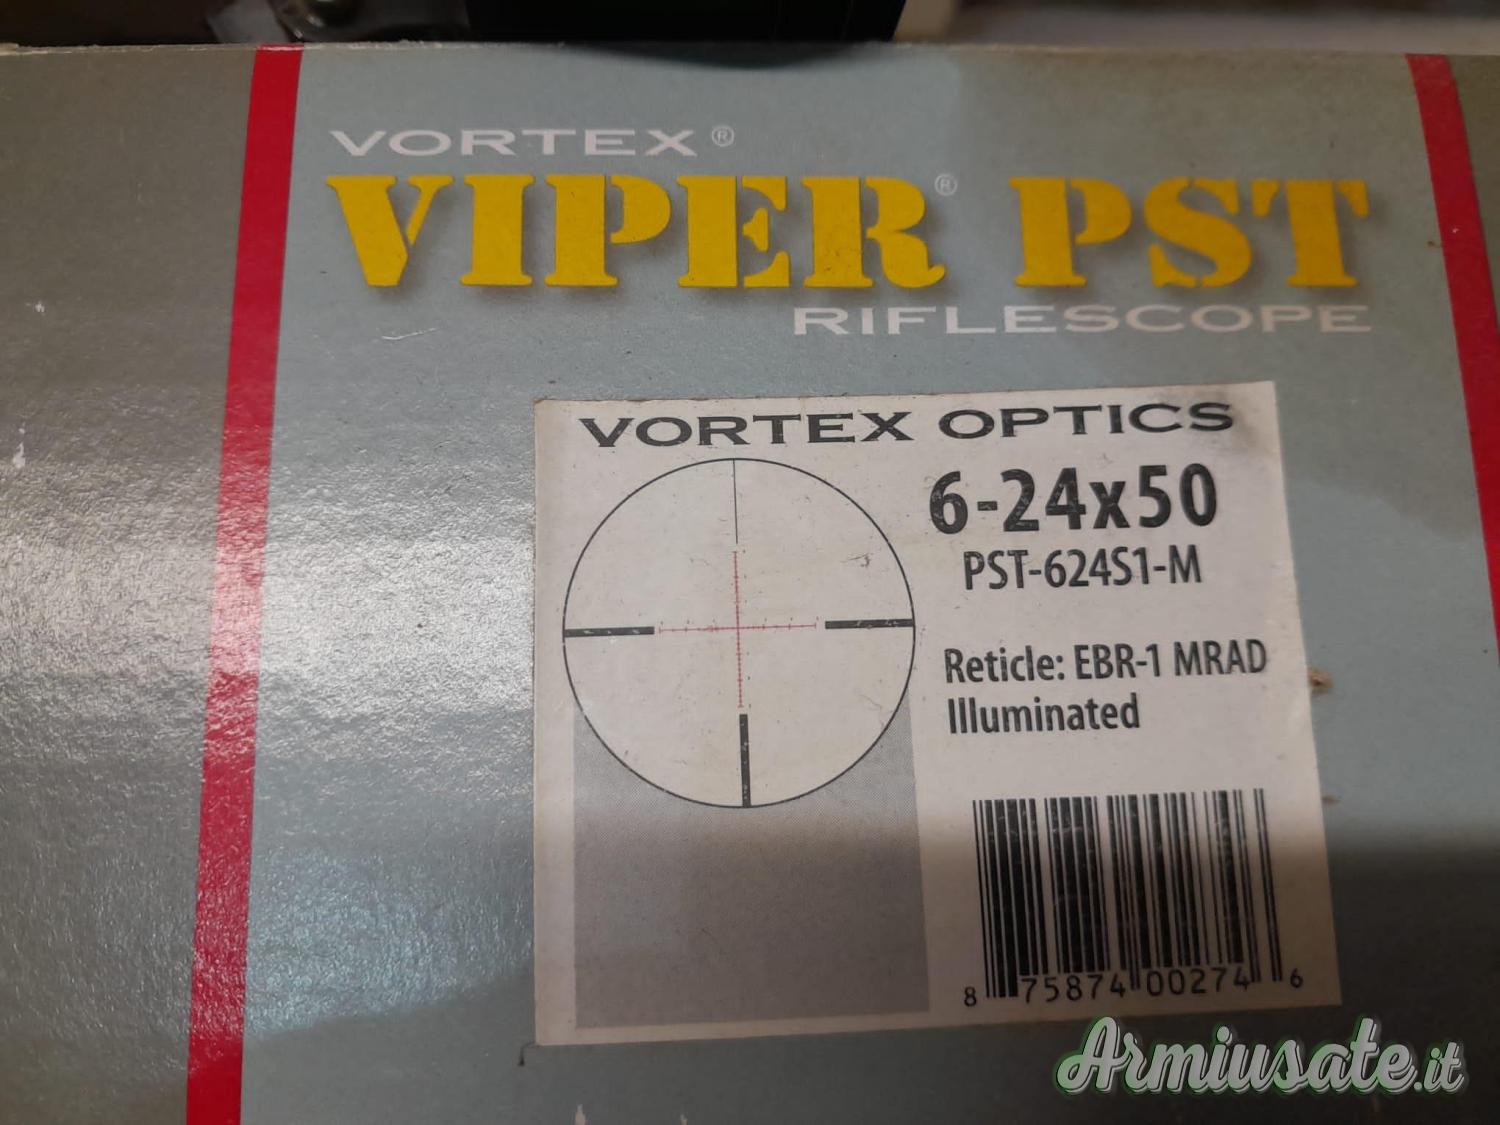 VORTEX®
VIPER® PST
RIFLESCOPE
VORTEX OPTICS
6-24x50
PST-624S1-M
Reticle: EBR-1 MRAD
Illuminated
8 75874 00274 6
Armiusate.it